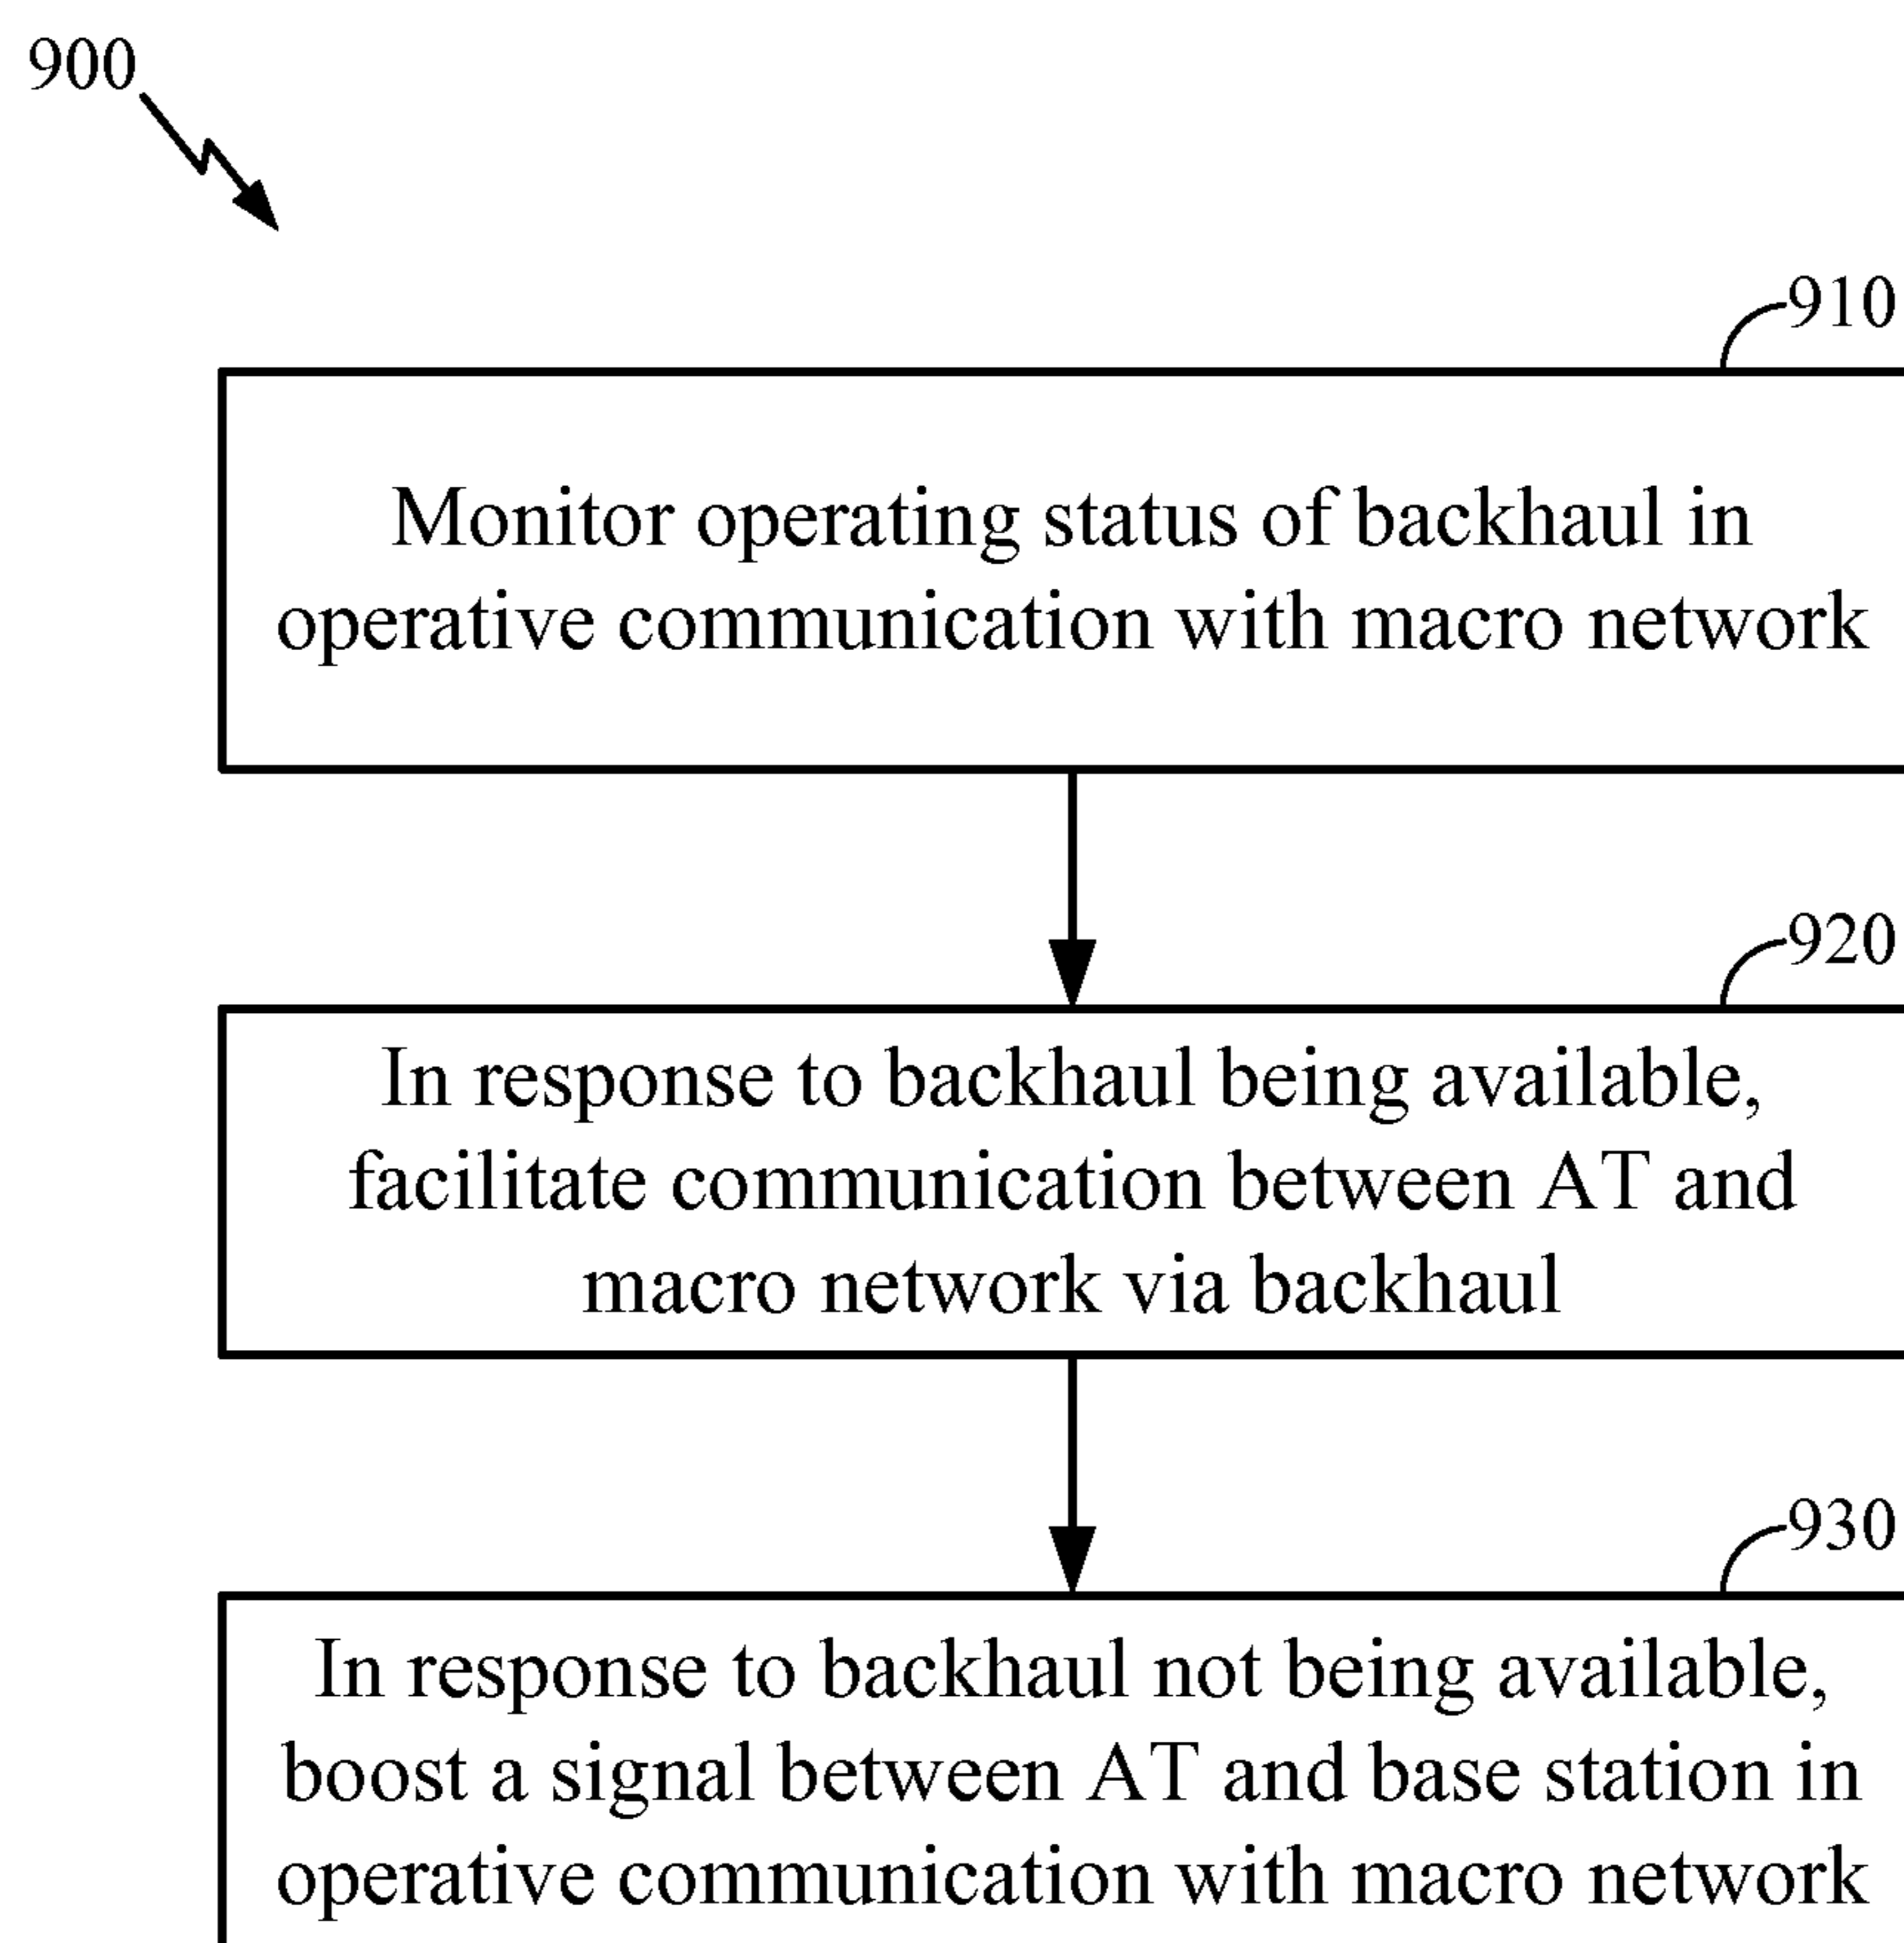 900
910
Monitor operating status of backhaul in
operative communication with macro network
920
In response to backhaul being available,
facilitate communication between AT and
macro network via backhaul
930
In response to backhaul not being available,
boost a signal between AT and base station in
operative communication with macro network